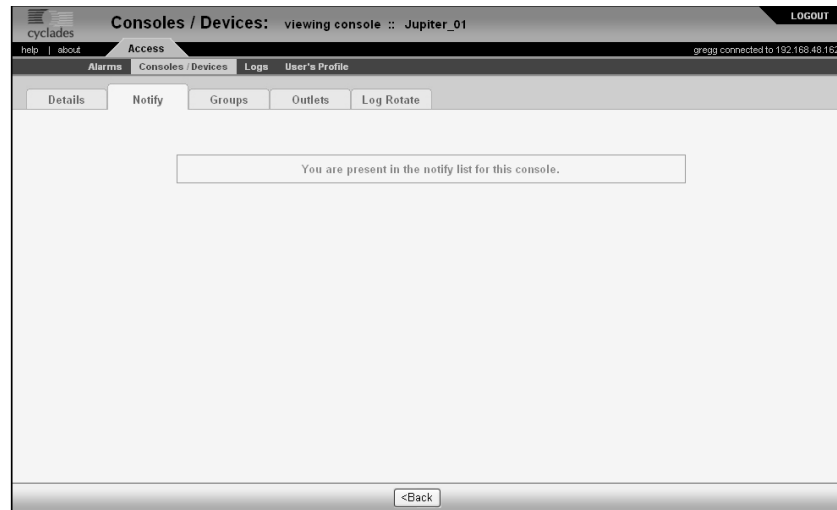 cyclades
Consoles / Devices: viewing console :: Jupiter_01
LOGOUT
help | about
Access
gregg connected to 192.168.48.162
Alarms Consoles / Devices Logs User's Profile
Details Notify Groups Outlets Log Rotate
You are present in the notify list for this console.
<Back